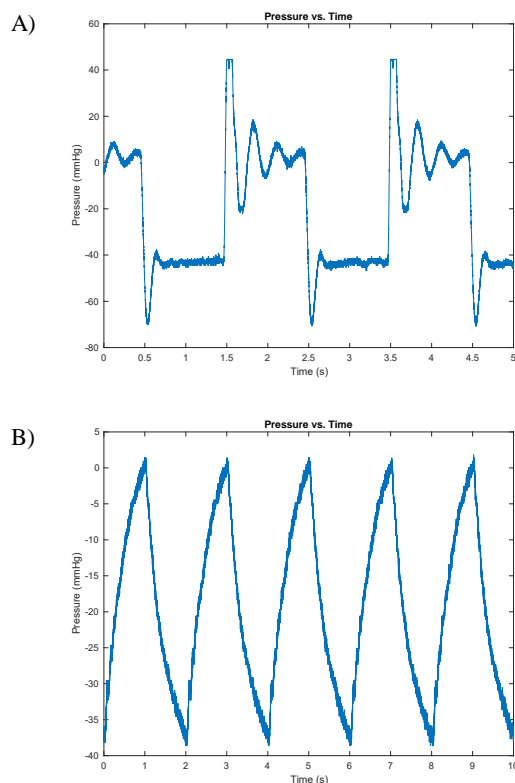 A)
Pressure vs. Time
60
40
20
0
-20
-40
-60
-80
Pressure (mmHg)
0 0.5 1 1.5 2 2.5 3 3.5 4 4.5 5
Time (s)
B)
Pressure vs. Time
5
0
-5
-10
-15
-20
-25
-30
-35
-40
Pressure (mmHg)
0 1 2 3 4 5 6 7 8 9 10
Time (s)